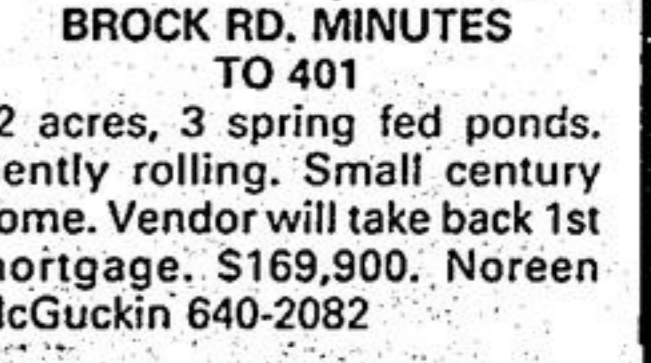 BROCK RD. MINUTES
TO 401
2 acres, 3 spring fed ponds.
ently rolling. Small century
ome. Vendor will take back 1st
ortgage. $169,900. Noreen
cGuckin 640-2082